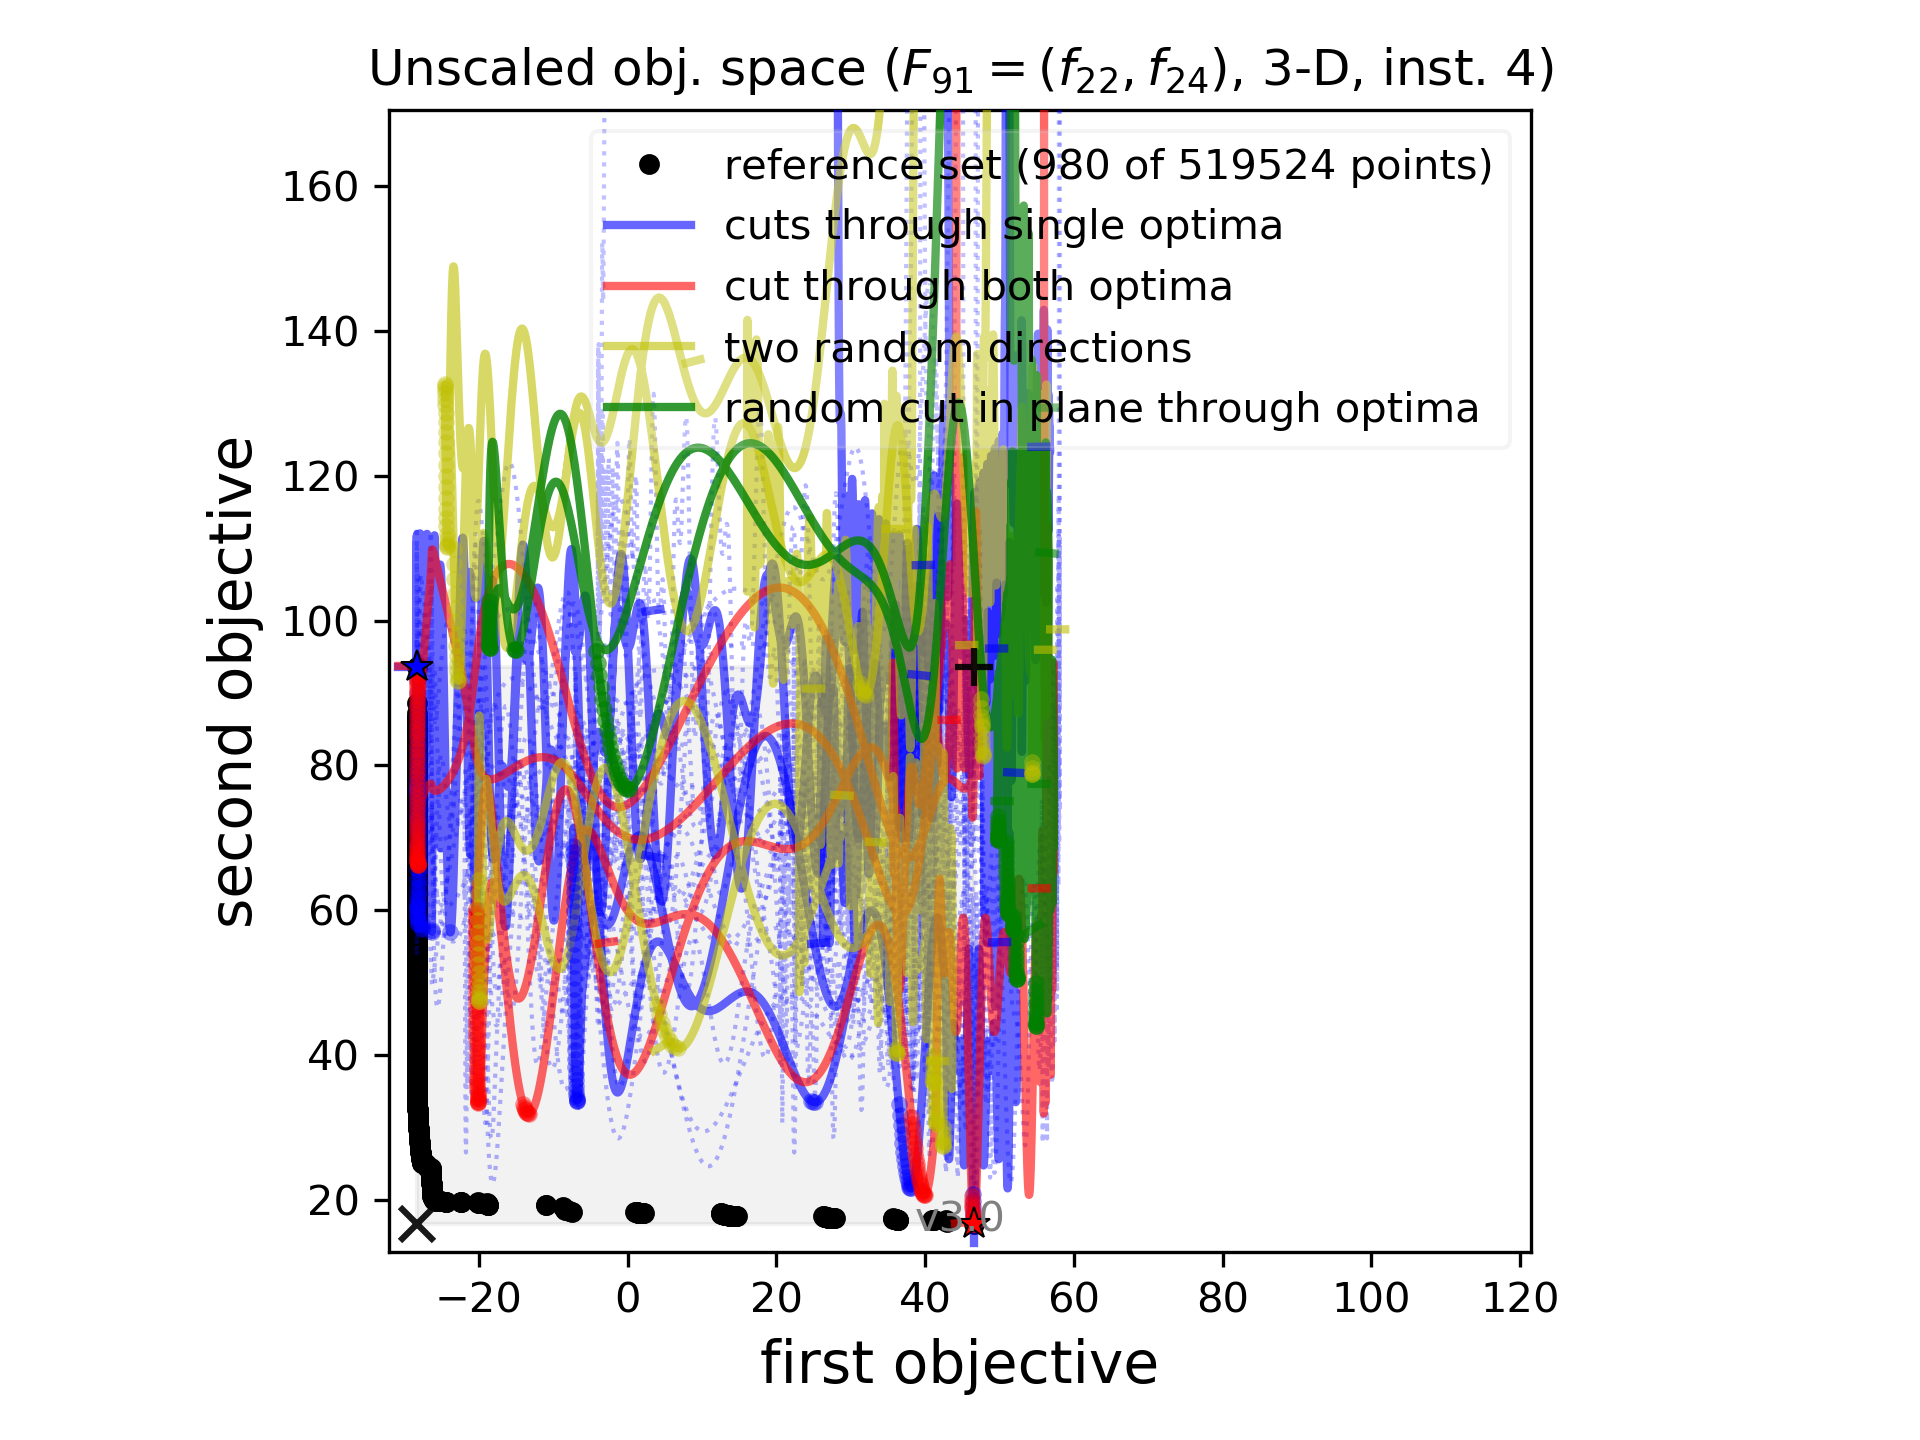 Unscaled obj. space (F₉₁ = (f₂₂, f₂₄), 3-D, inst. 4)
reference set (980 of 519524 points)
cuts through single optima
cut through both optima
two random directions
random cut in plane through optima
160
140
120
100
80
60
40
20
second objective
v3.0
−20
0
20
40
60
80
100
120
first objective